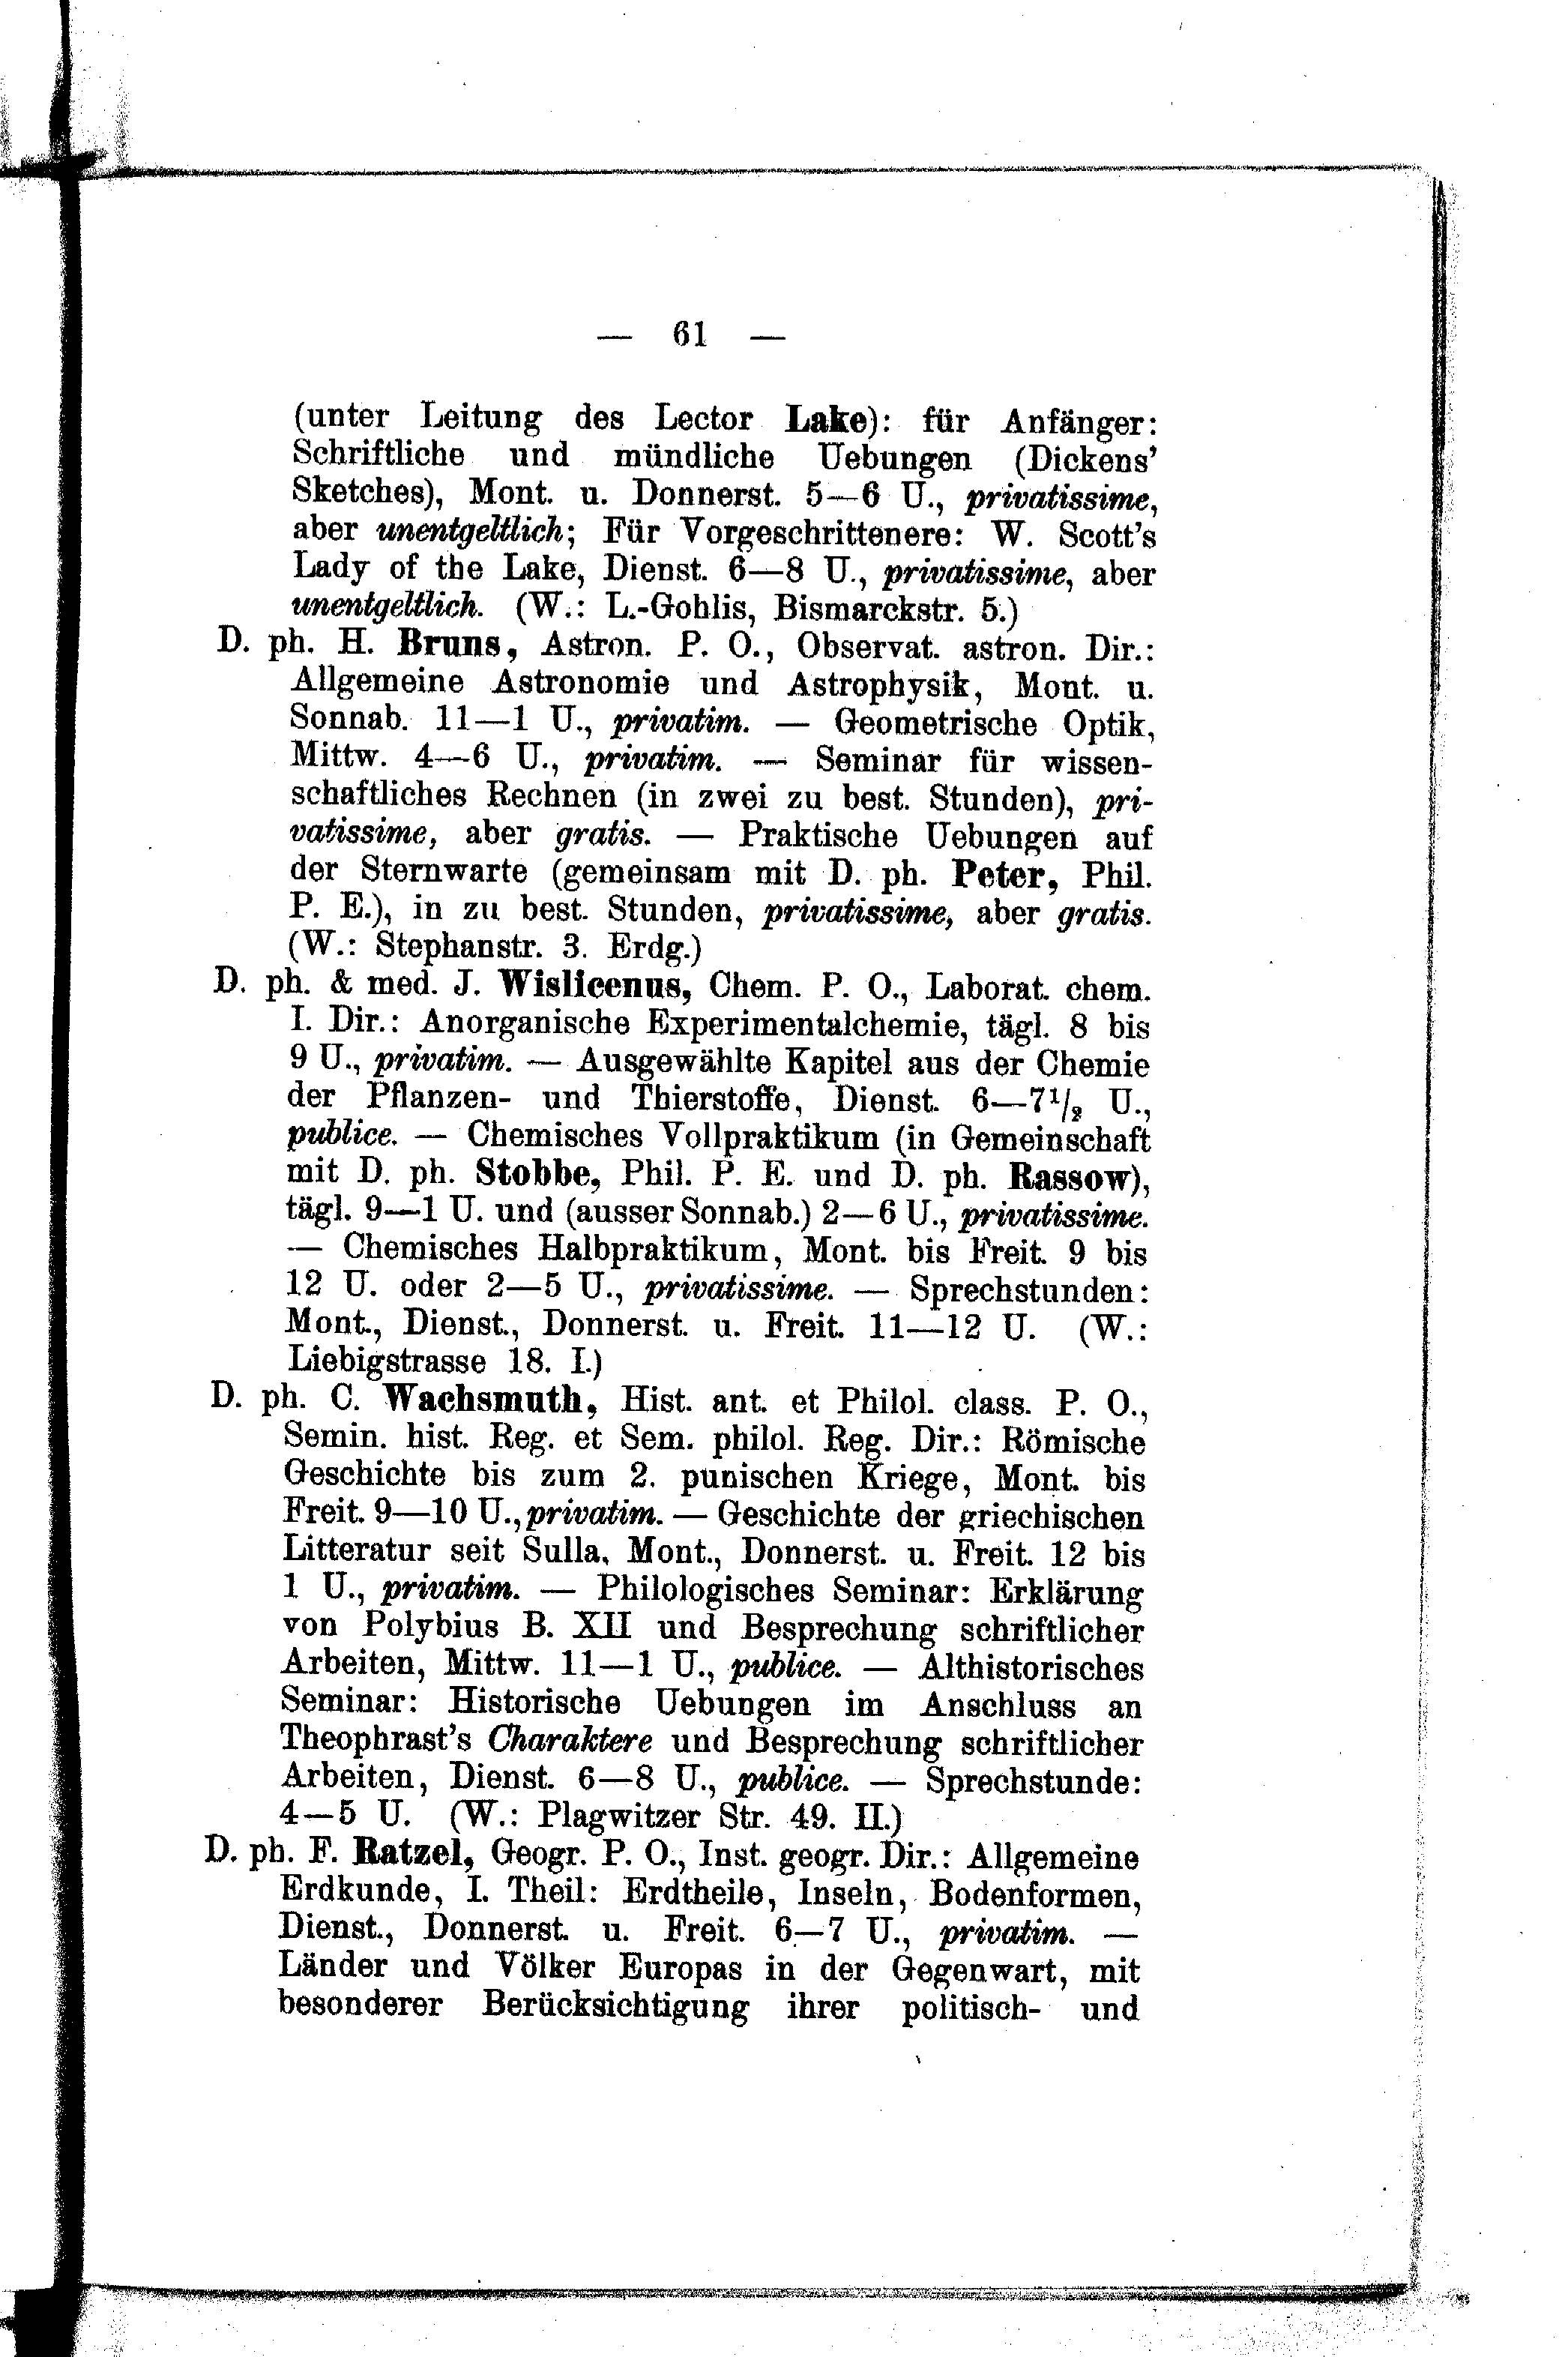 — 61 —
(unter Leitung des Lector Lake): für Anfänger:
Schriftliche und mündliche Uebungen (Dickens'
Sketches), Mont. u. Donnerst. 5—6 U., privatissime,
aber unentgeltlich; Für Vorgeschrittenere: W. Scott's
Lady of the Lake, Dienst. 6—8 U., privatissime, aber
unentgeltlich. (W.: L.-Gohlis, Bismarckstr. 5.)
D. ph. H. Bruns, Astron. P. O., Observat. astron. Dir.:
Allgemeine Astronomie und Astrophysik, Mont. u.
Sonnab. 11—1 U., privatim. — Geometrische Optik,
Mittw. 4—6 U., privatim. — Seminar für wissen-
schaftliches Rechnen (in zwei zu best. Stunden), pri-
vatissime, aber gratis. — Praktische Uebungen auf
der Sternwarte (gemeinsam mit D. ph. Peter, Phil.
P. E.), in zu best. Stunden, privatissime, aber gratis.
(W.: Stephanstr. 3. Erdg.)
D. ph. & med. J. Wislicenus, Chem. P. O., Laborat. chem.
I. Dir.: Anorganische Experimentalchemie, tägl. 8 bis
9 U., privatim. — Ausgewählte Kapitel aus der Chemie
der Pflanzen- und Thierstoffe, Dienst. 6—7 1/2 U.,
publice. — Chemisches Vollpraktikum (in Gemeinschaft
mit D. ph. Stobbe, Phil. P. E. und D. ph. Rassow),
tägl. 9—1 U. und (ausser Sonnab.) 2—6 U., privatissime.
— Chemisches Halbpraktikum, Mont. bis Freit. 9 bis
12 U. oder 2—5 U., privatissime. — Sprechstunden:
Mont., Dienst., Donnerst. u. Freit. 11—12 U. (W.:
Liebigstrasse 18. I.)
D. ph. C. Wachsmuth, Hist. ant. et Philol. class. P. O.,
Semin. hist. Reg. et Sem. philol. Reg. Dir.: Römische
Geschichte bis zum 2. punischen Kriege, Mont. bis
Freit. 9—10 U., privatim. — Geschichte der griechischen
Litteratur seit Sulla, Mont., Donnerst. u. Freit. 12 bis
1 U., privatim. — Philologisches Seminar: Erklärung
von Polybius B. XII und Besprechung schriftlicher
Arbeiten, Mittw. 11—1 U., publice. — Althistorisches
Seminar: Historische Uebungen im Anschluss an
Theophrast's Charaktere und Besprechung schriftlicher
Arbeiten, Dienst. 6—8 U., publice. — Sprechstunde:
4—5 U. (W.: Plagwitzer Str. 49. II.)
D. ph. F. Ratzel, Geogr. P. O., Inst. geogr. Dir.: Allgemeine
Erdkunde, I. Theil: Erdtheile, Inseln, Bodenformen,
Dienst., Donnerst. u. Freit. 6—7 U., privatim. —
Länder und Völker Europas in der Gegenwart, mit
besonderer Berücksichtigung ihrer politisch- und